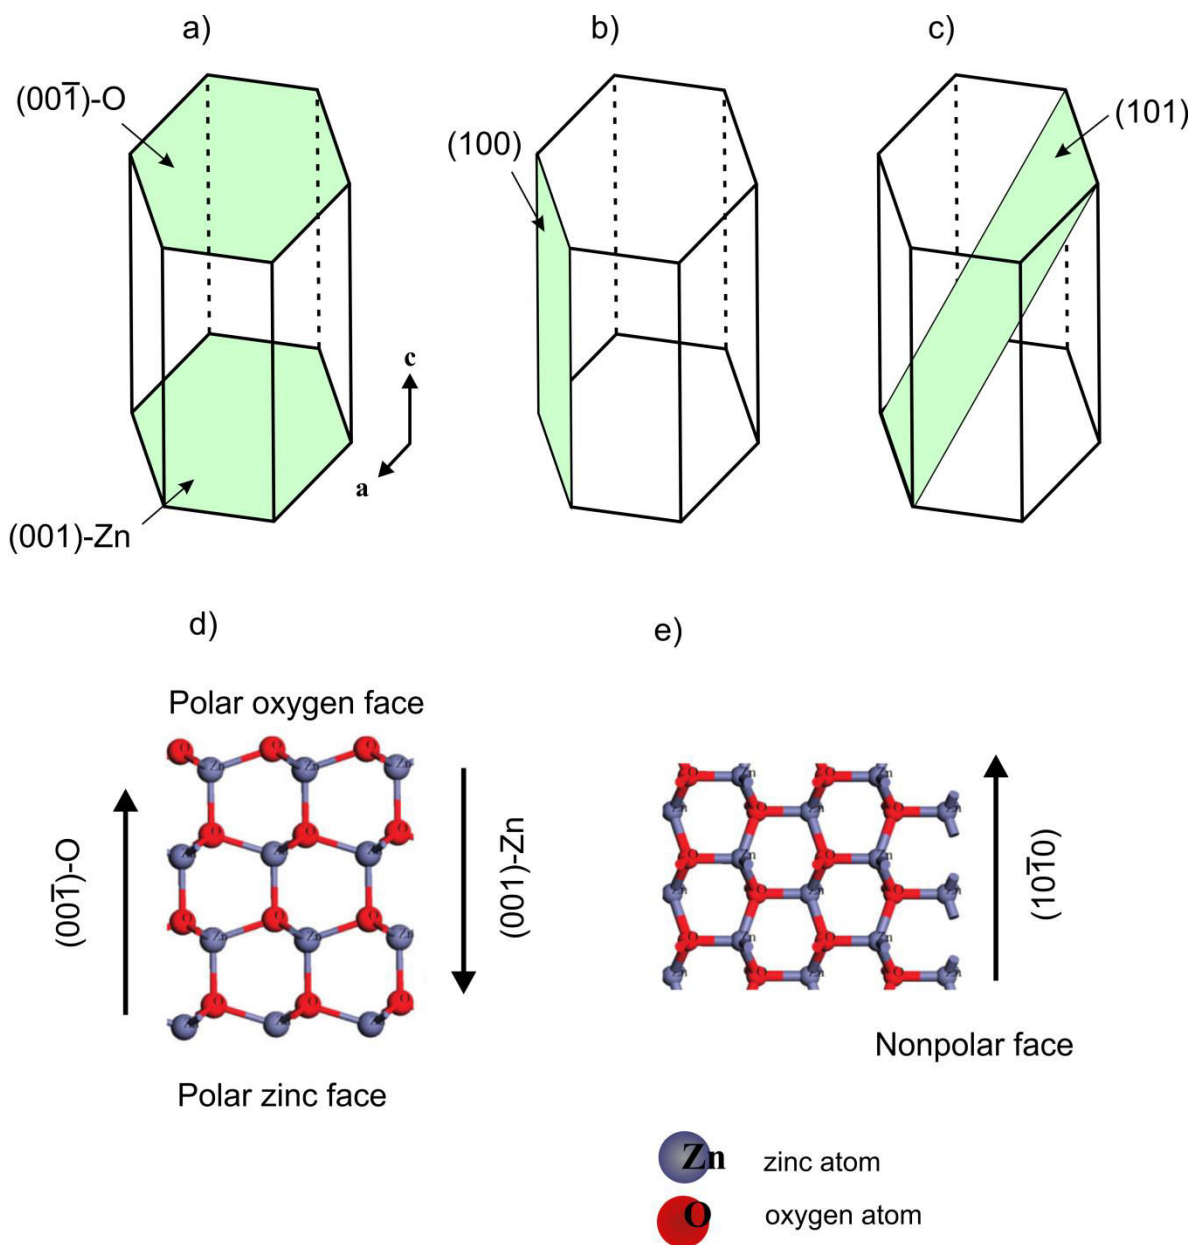 a)
b)
c)
(001̅)-O
(100)
(101)
c
a
(001)-Zn
d)
e)
Polar oxygen face
(001̅)-O
(001)-Zn
(101̅0)
Polar zinc face
Nonpolar face
Zn zinc atom
O oxygen atom